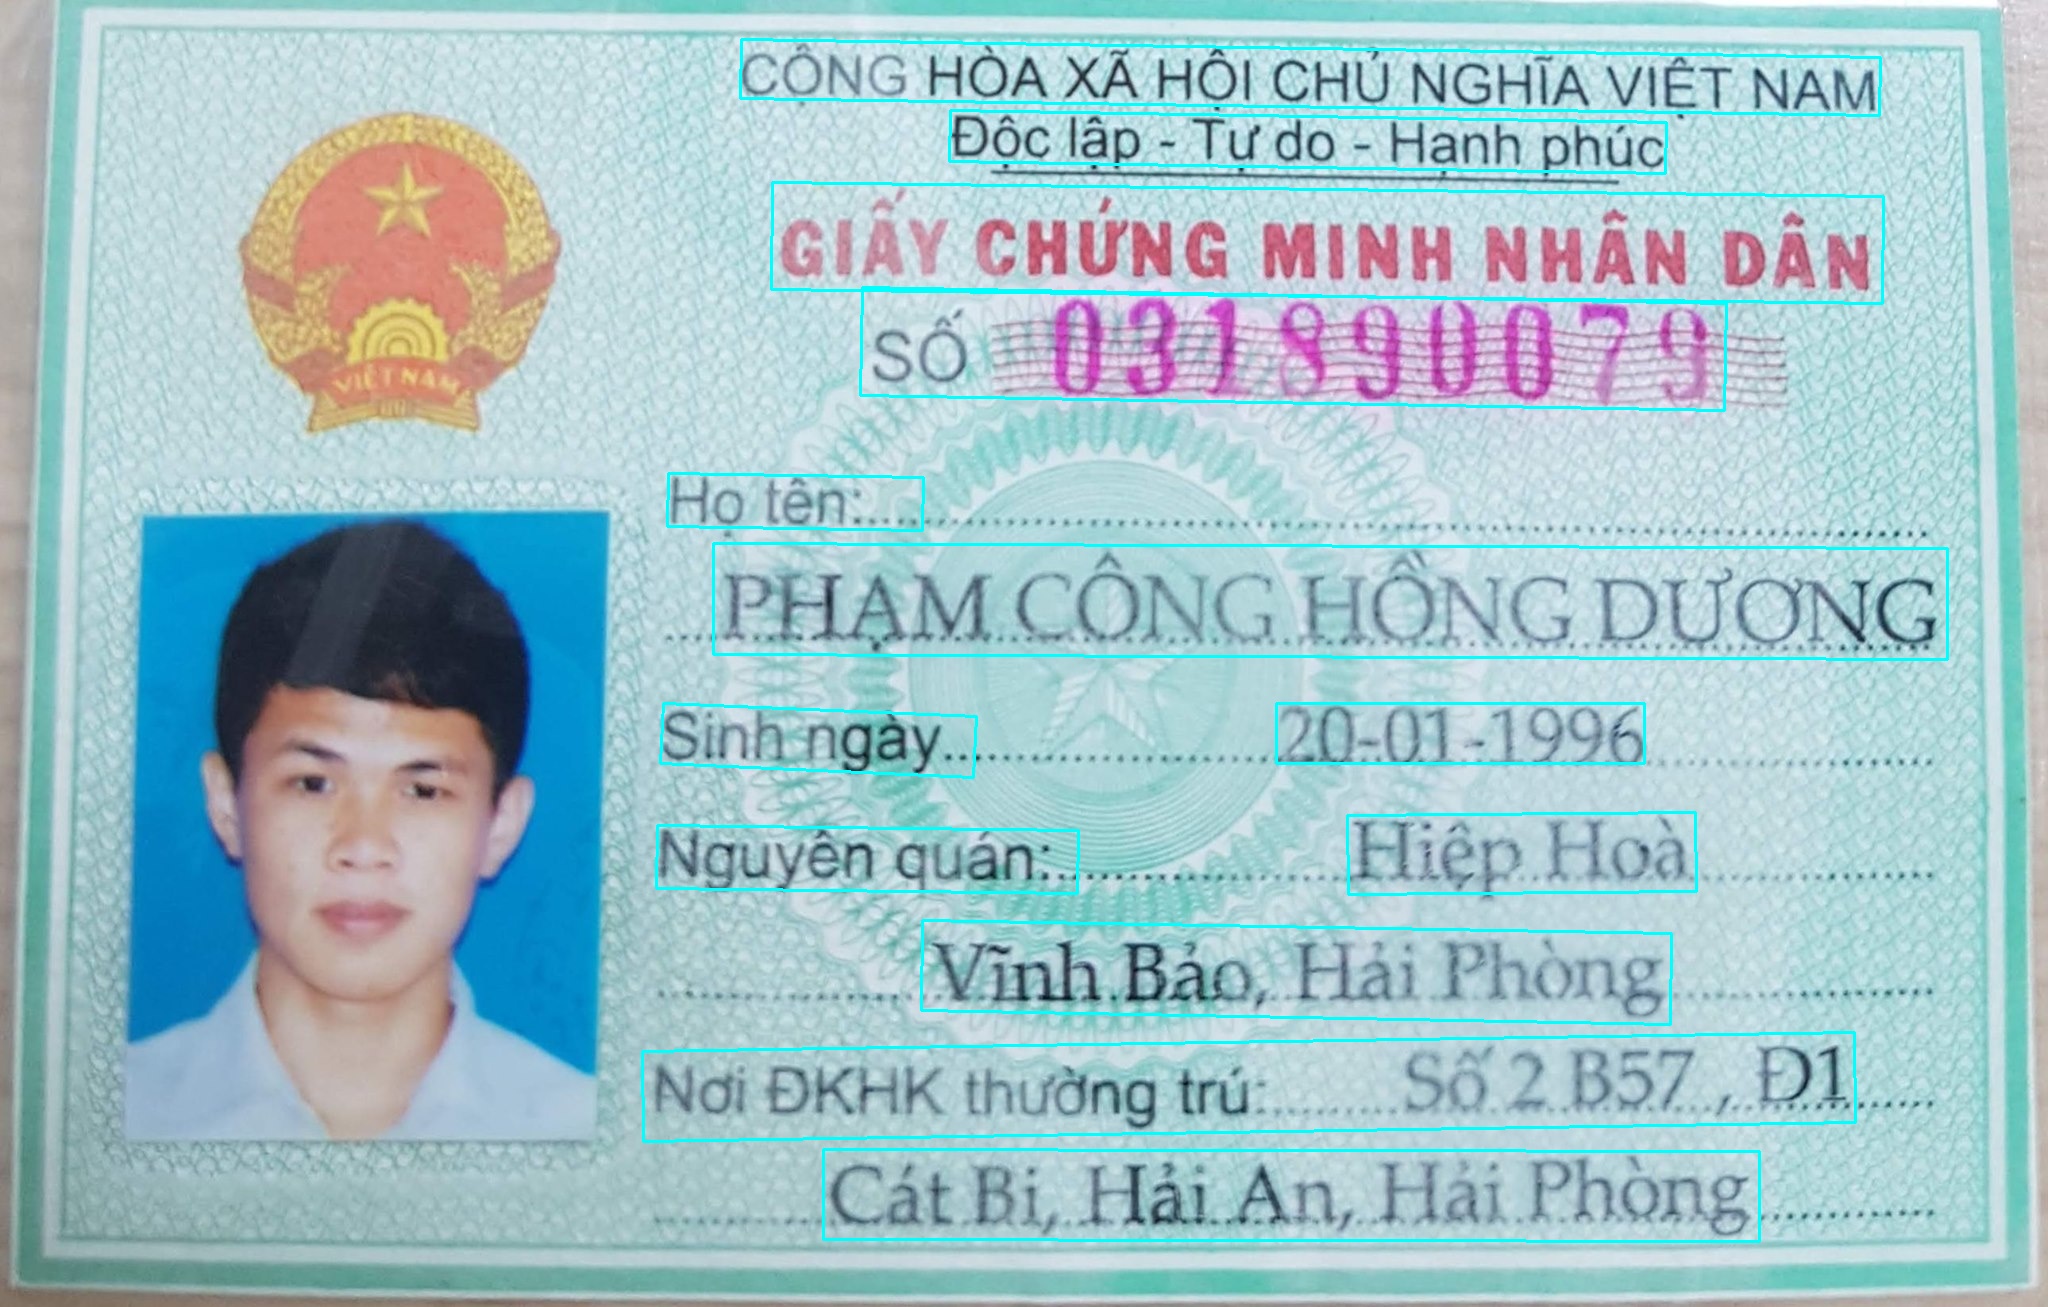 CỘNG HÒA XÃ HỘI CHỦ NGHĨA VIỆT NAM
Độc lập - Tự do - Hạnh phúc
GIẤY CHỨNG MINH NHÂN DÂN
SỐ 031890079
VIỆT NAM
Họ tên:
PHẠM CÔNG HỒNG DƯƠNG
Sinh ngày 20-01-1996
Nguyên quán: Hiệp Hoà
Vĩnh Bảo, Hải Phòng
Nơi ĐKHK thường trú: Số 2 B57 , Đ1
Cát Bi, Hải An, Hải Phòng